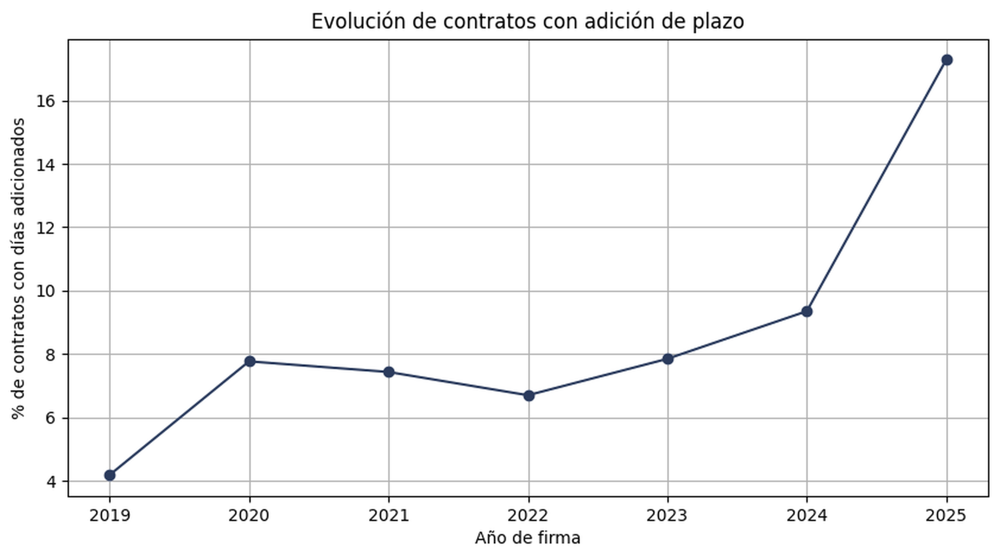 Evolución de contratos con adición de plazo
% de contratos con días adicionados
16
14
12
10
8
6
4
2019 2020 2021 2022 2023 2024 2025
Año de firma